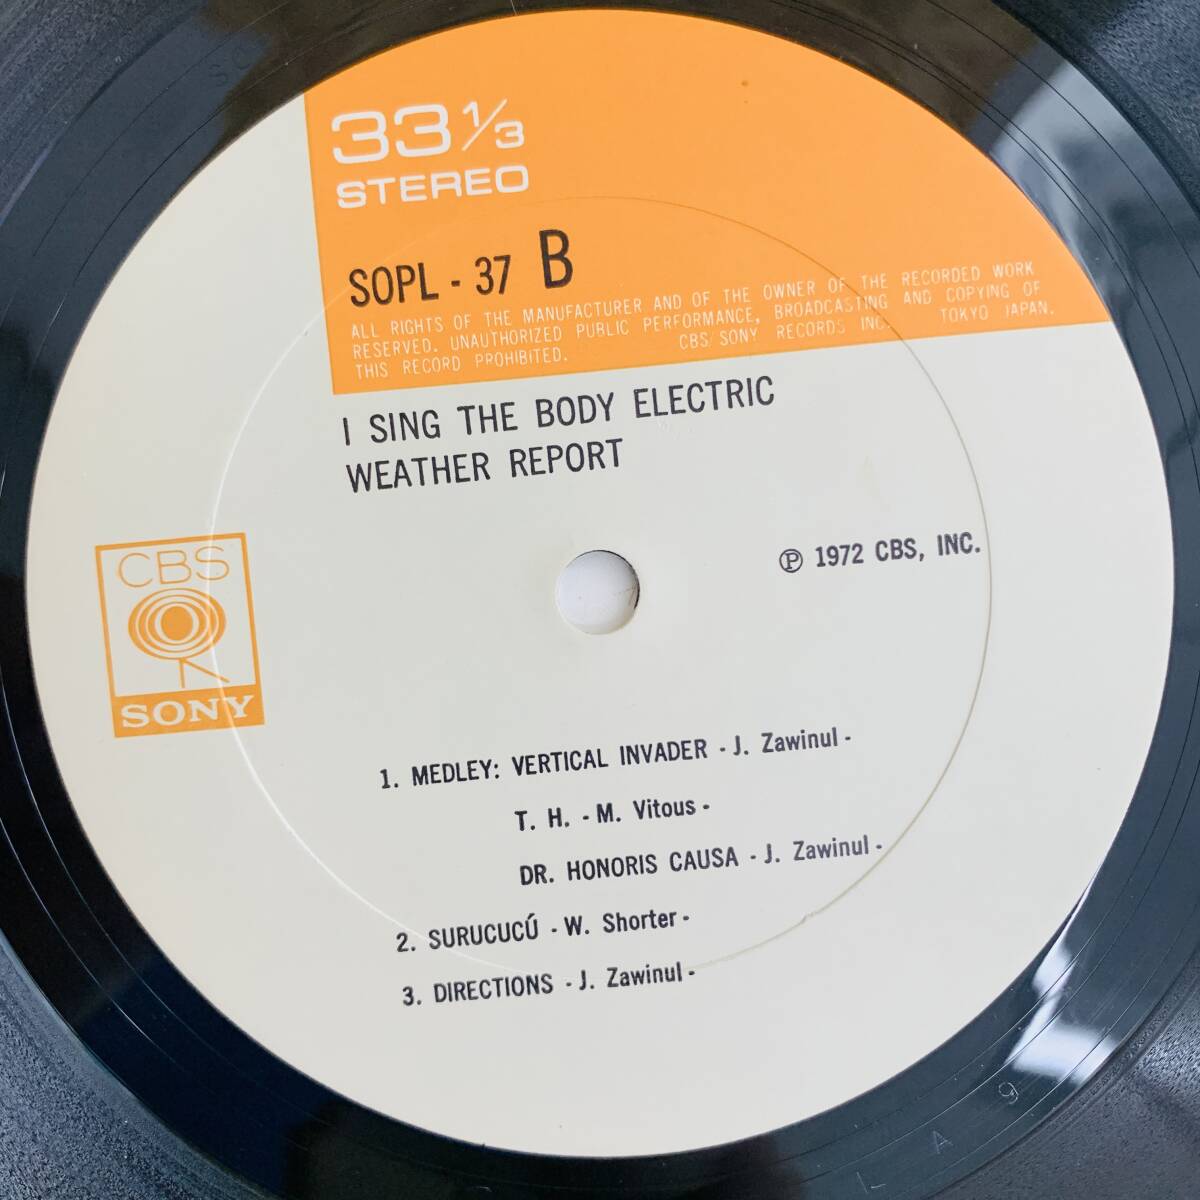 33 1/3
STEREO
SOPL - 37 B
ALL RIGHTS OF THE MANUFACTURER AND OF THE OWNER OF THE RECORDED WORK
RESERVED. UNAUTHORIZED PUBLIC PERFORMANCE, BROADCASTING AND COPYING OF
THIS RECORD PROHIBITED. CBS/SONY RECORDS INC. TOKYO JAPAN.
I SING THE BODY ELECTRIC
WEATHER REPORT
℗ 1972 CBS, INC.
CBS
SONY
1. MEDLEY: VERTICAL INVADER - J. Zawinul -
T. H. - M. Vitous -
DR. HONORIS CAUSA - J. Zawinul -
2. SURUCUCÚ - W. Shorter -
3. DIRECTIONS - J. Zawinul -